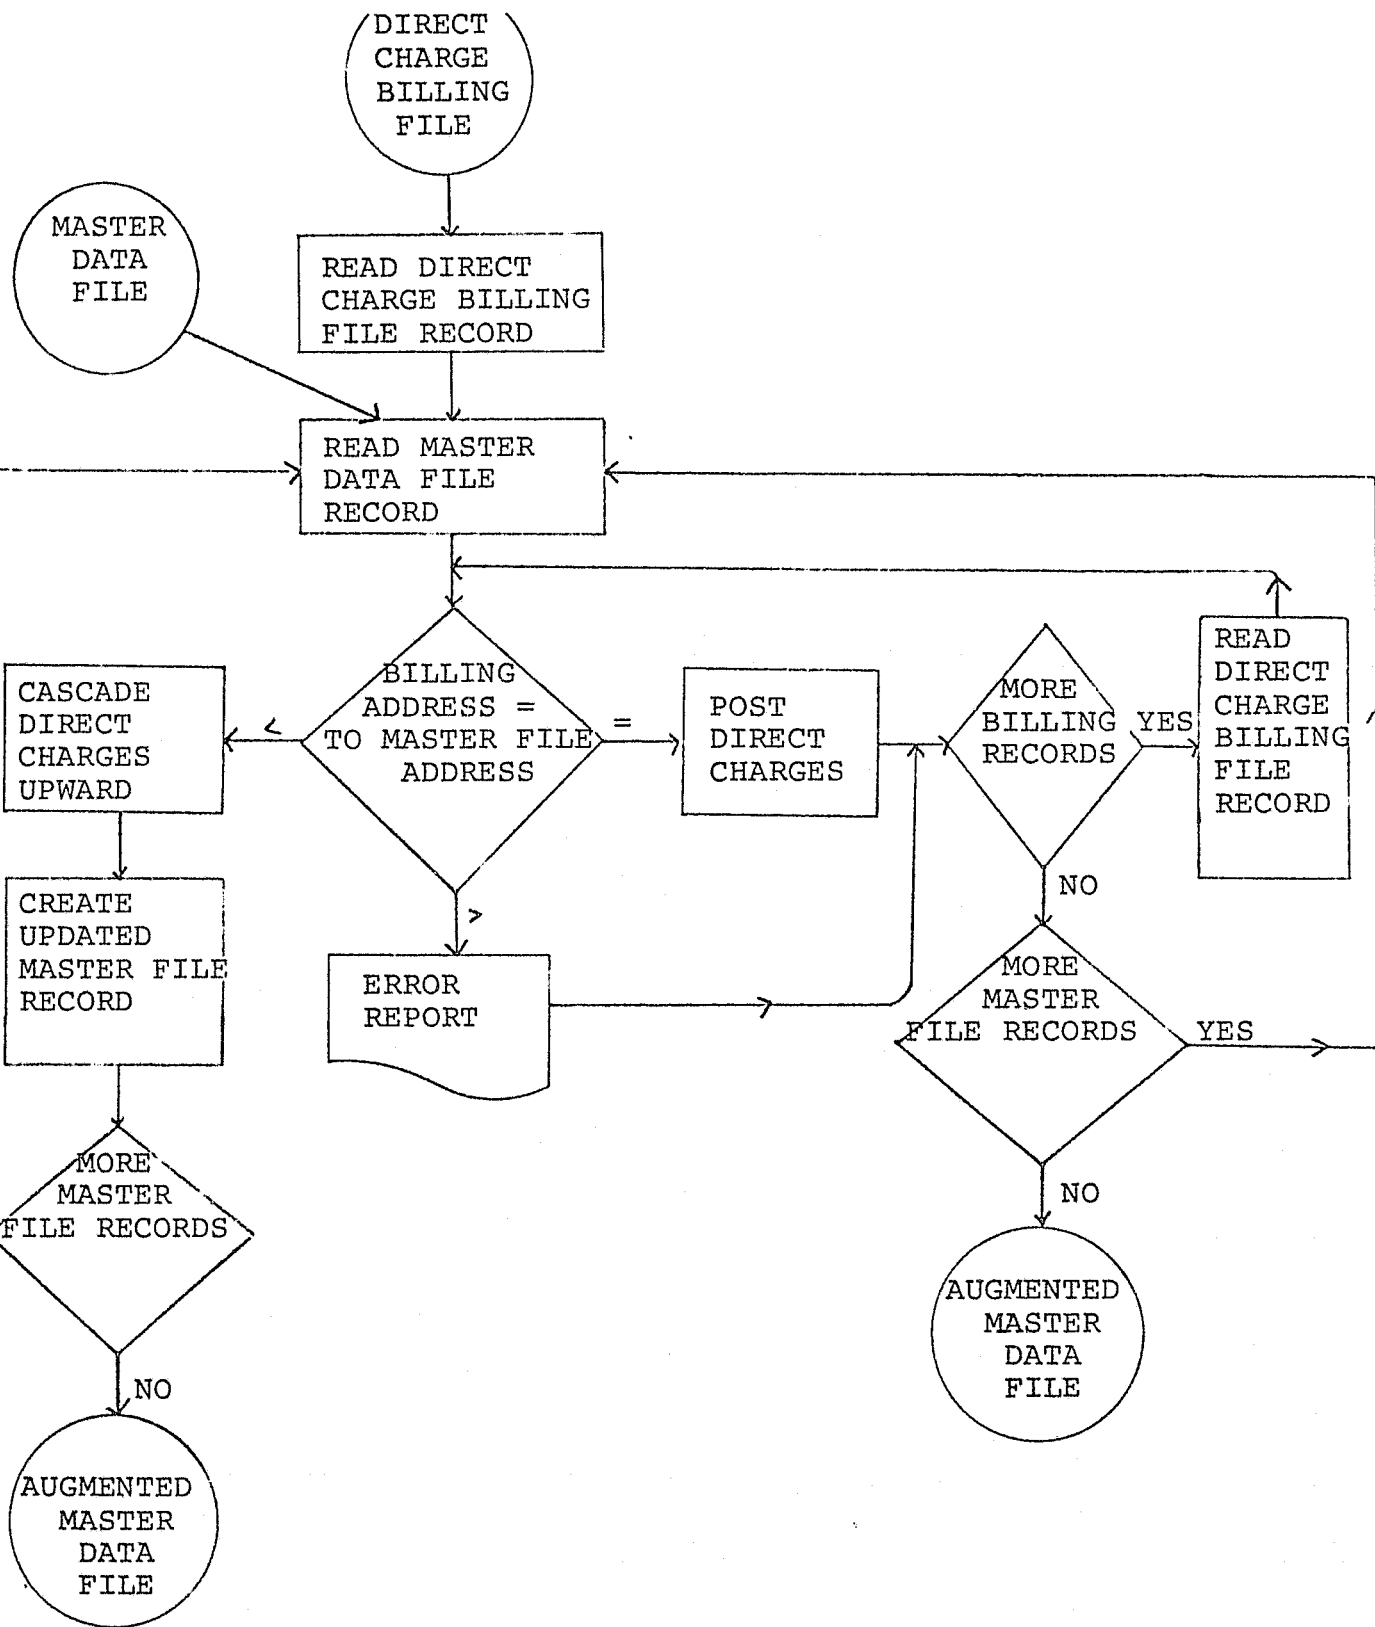 DIRECT
CHARGE
BILLING
FILE
MASTER
DATA
FILE
READ DIRECT
CHARGE BILLING
FILE RECORD
READ MASTER
DATA FILE
RECORD
BILLING
ADDRESS =
TO MASTER FILE
ADDRESS
<
=
>
CASCADE
DIRECT
CHARGES
UPWARD
CREATE
UPDATED
MASTER FILE
RECORD
MORE
MASTER
FILE RECORDS
NO
AUGMENTED
MASTER
DATA
FILE
ERROR
REPORT
POST
DIRECT
CHARGES
MORE
BILLING
RECORDS
YES
READ
DIRECT
CHARGE
BILLING
FILE
RECORD
NO
MORE
MASTER
FILE RECORDS
YES
NO
AUGMENTED
MASTER
DATA
FILE